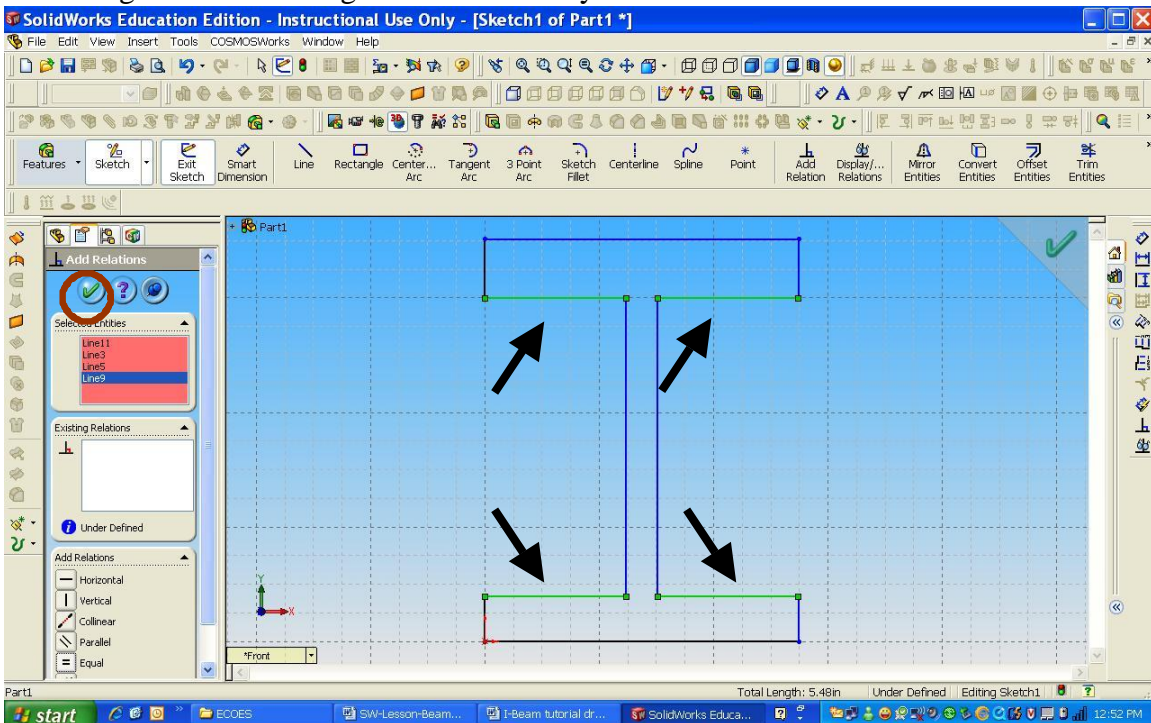 SolidWorks Education Edition - Instructional Use Only - [Sketch1 of Part1 *]
File Edit View Insert Tools COSMOSWorks Window Help
Features Sketch Exit Sketch Smart Dimension Line Rectangle Center... Arc Tangent Arc 3 Point Arc Sketch Fillet Centerline Spline Point Add Relation Display/... Relations Mirror Entities Convert Entities Offset Entities Trim Entities
Part1
Add Relations
Selected Entities
Line11
Line3
Line5
Line9
Existing Relations
Under Defined
Add Relations
Horizontal
Vertical
Collinear
Parallel
Equal
Y
X
*Front
Part1 Total Length: 5.48in Under Defined Editing Sketch1
start ECOES SW-Lesson-Beam... I-Beam tutorial dr... SolidWorks Educa... 12:52 PM